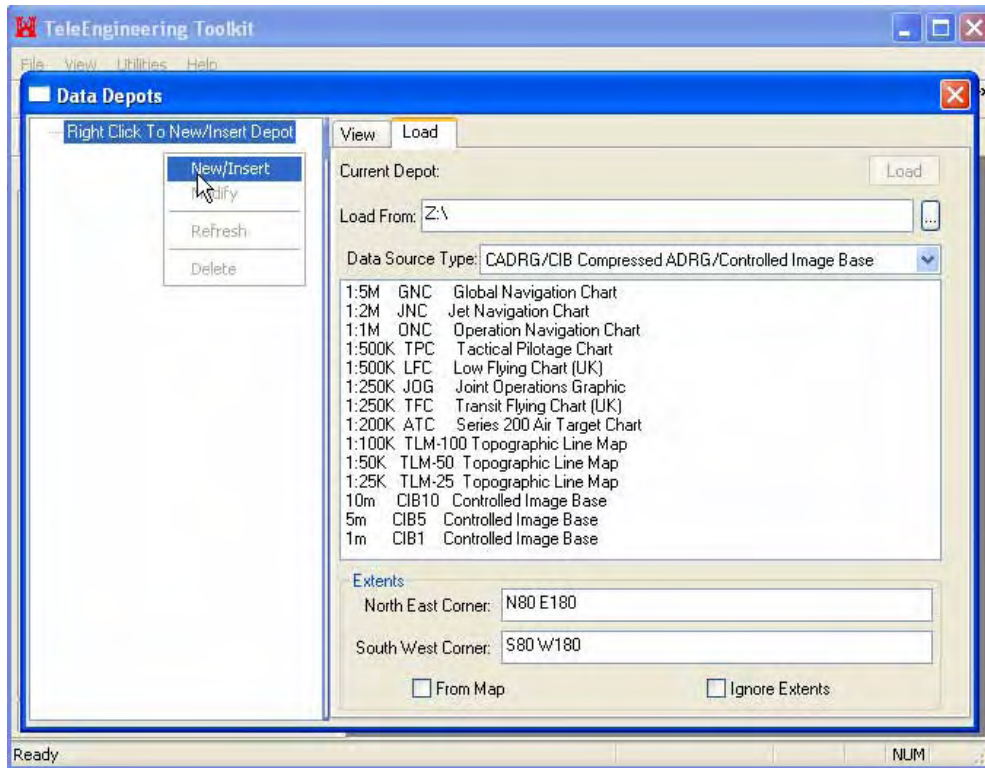 TeleEngineering Toolkit
File View Utilities Help
Data Depots
Right Click To New/Insert Depot
New/Insert
Modify
Refresh
Delete
View Load
Current Depot: Load
Load From: Z:\ ...
Data Source Type: CADRG/CIB Compressed ADRG/Controlled Image Base
1:5M GNC Global Navigation Chart
1:2M JNC Jet Navigation Chart
1:1M ONC Operation Navigation Chart
1:500K TPC Tactical Pilotage Chart
1:500K LFC Low Flying Chart (UK)
1:250K JOG Joint Operations Graphic
1:250K TFC Transit Flying Chart (UK)
1:200K ATC Series 200 Air Target Chart
1:100K TLM-100 Topographic Line Map
1:50K TLM-50 Topographic Line Map
1:25K TLM-25 Topographic Line Map
10m CIB10 Controlled Image Base
5m CIB5 Controlled Image Base
1m CIB1 Controlled Image Base
Extents
North East Corner: N80 E180
South West Corner: S80 W180
From Map Ignore Extents
Ready NUM